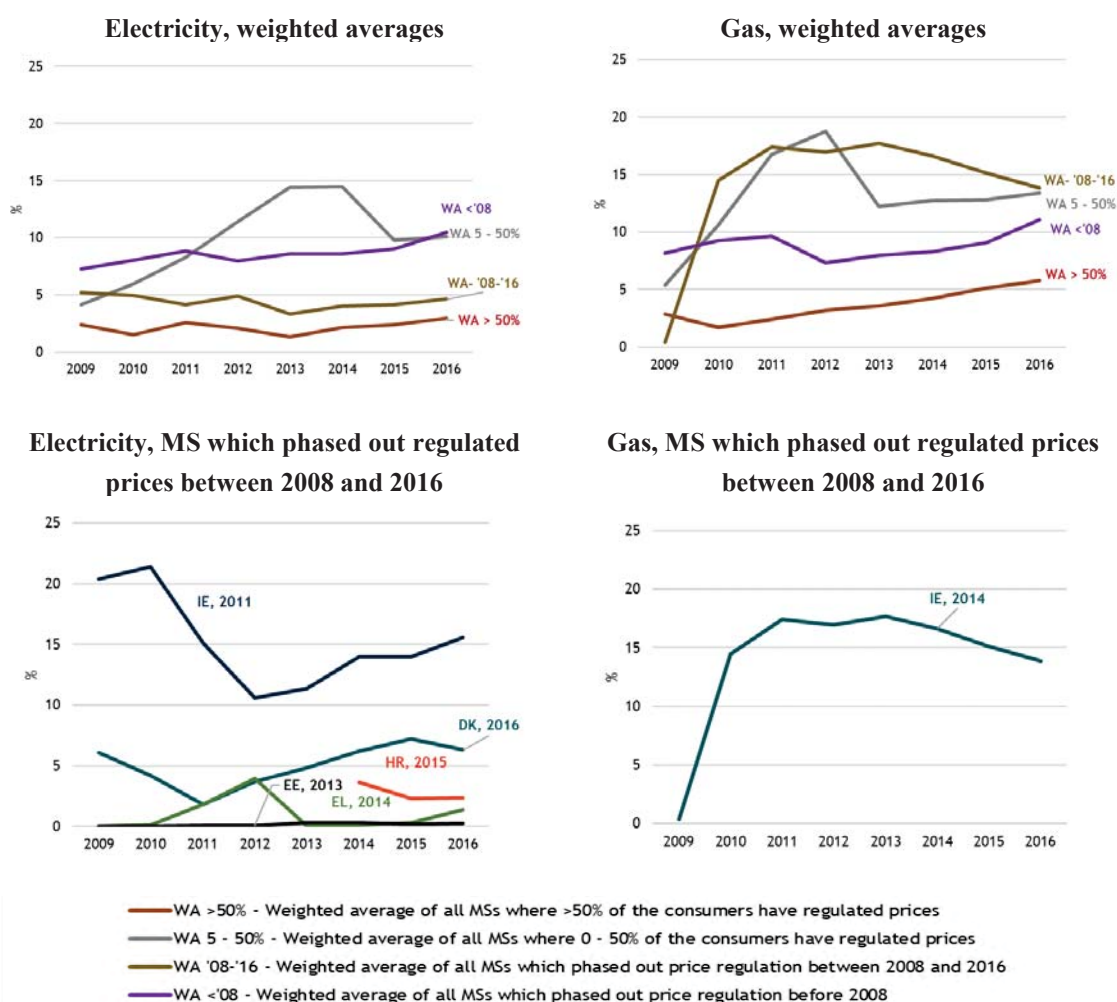 Electricity, weighted averages
25
20
15
10
5
0
%
2009 2010 2011 2012 2013 2014 2015 2016
WA <'08
WA 5 - 50%
WA- '08-'16
WA > 50%
Gas, weighted averages
25
20
15
10
5
0
%
2009 2010 2011 2012 2013 2014 2015 2016
WA- '08-'16
WA 5 - 50%
WA <'08
WA > 50%
Electricity, MS which phased out regulated
prices between 2008 and 2016
25
20
15
10
5
0
%
2009 2010 2011 2012 2013 2014 2015 2016
IE, 2011
DK, 2016
HR, 2015
EE, 2013
EL, 2014
Gas, MS which phased out regulated prices
between 2008 and 2016
25
20
15
10
5
0
%
2009 2010 2011 2012 2013 2014 2015 2016
IE, 2014
WA >50% - Weighted average of all MSs where >50% of the consumers have regulated prices
WA 5 - 50% - Weighted average of all MSs where 0 - 50% of the consumers have regulated prices
WA '08-'16 - Weighted average of all MSs which phased out price regulation between 2008 and 2016
WA <'08 - Weighted average of all MSs which phased out price regulation before 2008